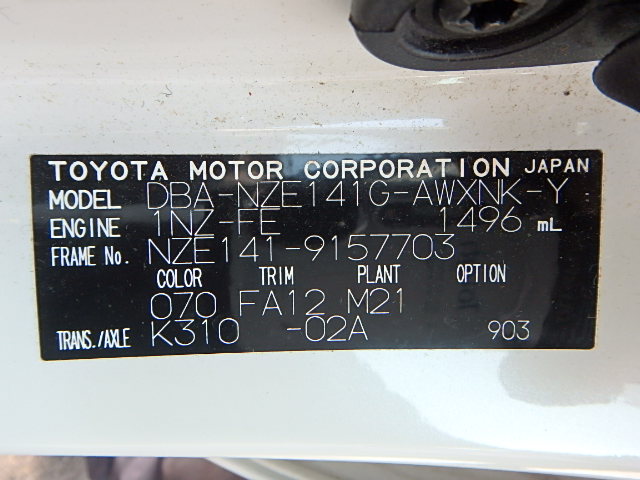 TOYOTA MOTOR CORPORATION JAPAN
MODEL DBA-NZE141G-AWXNK-Y
ENGINE 1NZ-FE 1496 mL
FRAME No. NZE141-9157703
COLOR TRIM PLANT OPTION
070 FA12 M21
TRANS./AXLE K310 -02A 903